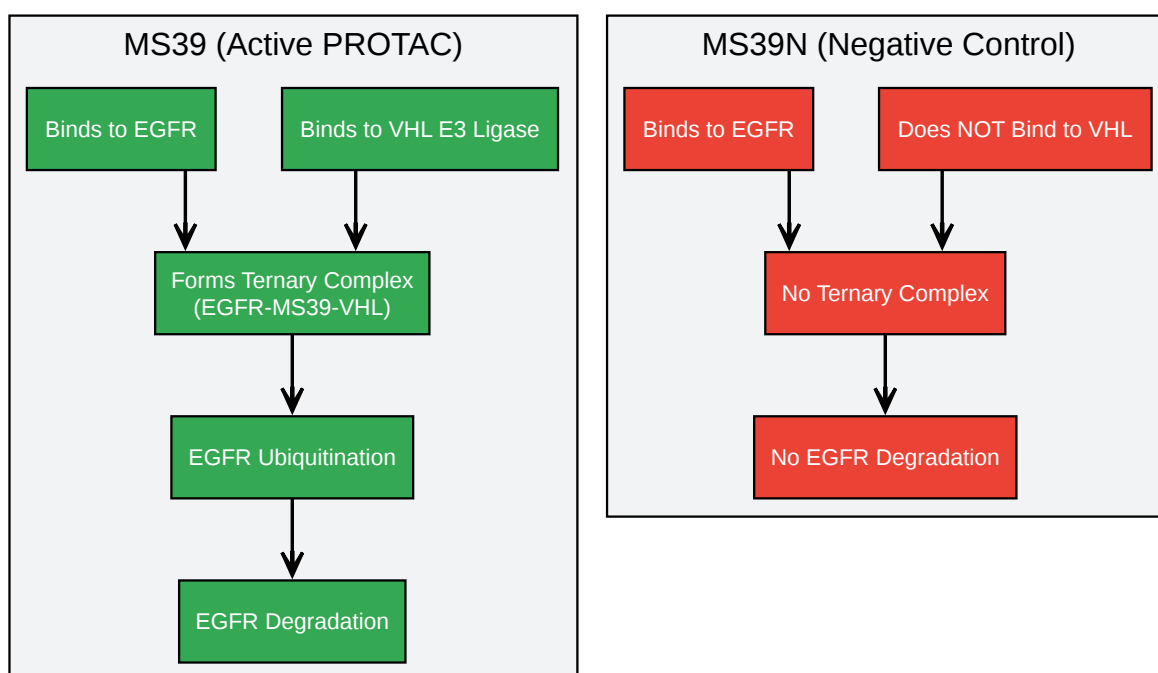 MS39 (Active PROTAC)
Binds to EGFR
Binds to VHL E3 Ligase
Forms Ternary Complex
(EGFR-MS39-VHL)
EGFR Ubiquitination
EGFR Degradation
MS39N (Negative Control)
Binds to EGFR
Does NOT Bind to VHL
No Ternary Complex
No EGFR Degradation